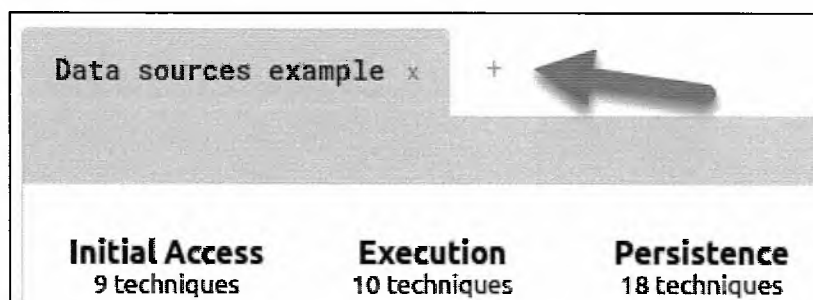 Data sources example x +
Initial Access Execution Persistence
9 techniques 10 techniques 18 techniques